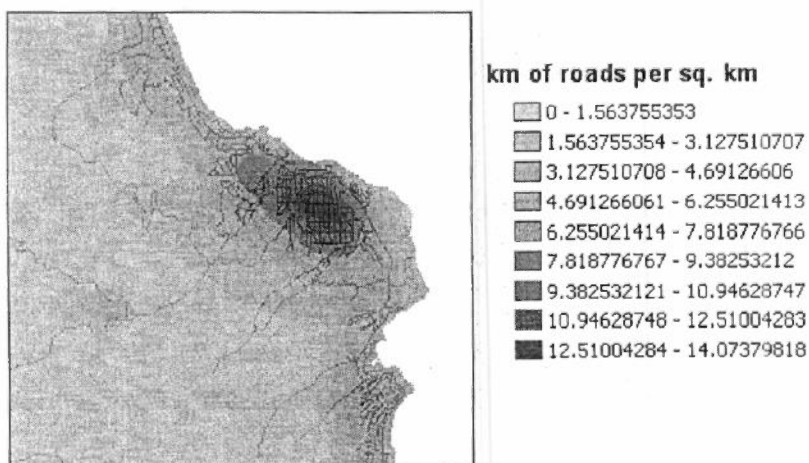 km of roads per sq. km
0 - 1.563755353
1.563755354 - 3.127510707
3.127510708 - 4.69126606
4.691266061 - 6.255021413
6.255021414 - 7.818776766
7.818776767 - 9.38253212
9.382532121 - 10.94628747
10.94628748 - 12.51004283
12.51004284 - 14.07379818